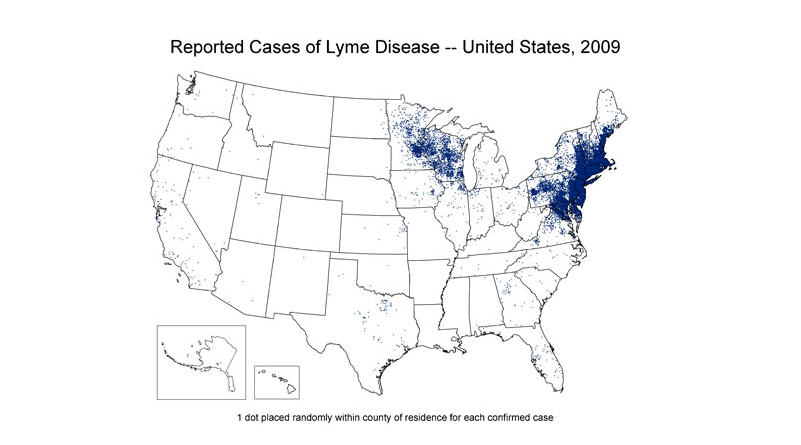 Reported Cases of Lyme Disease -- United States, 2009
1 dot placed randomly within county of residence for each confirmed case